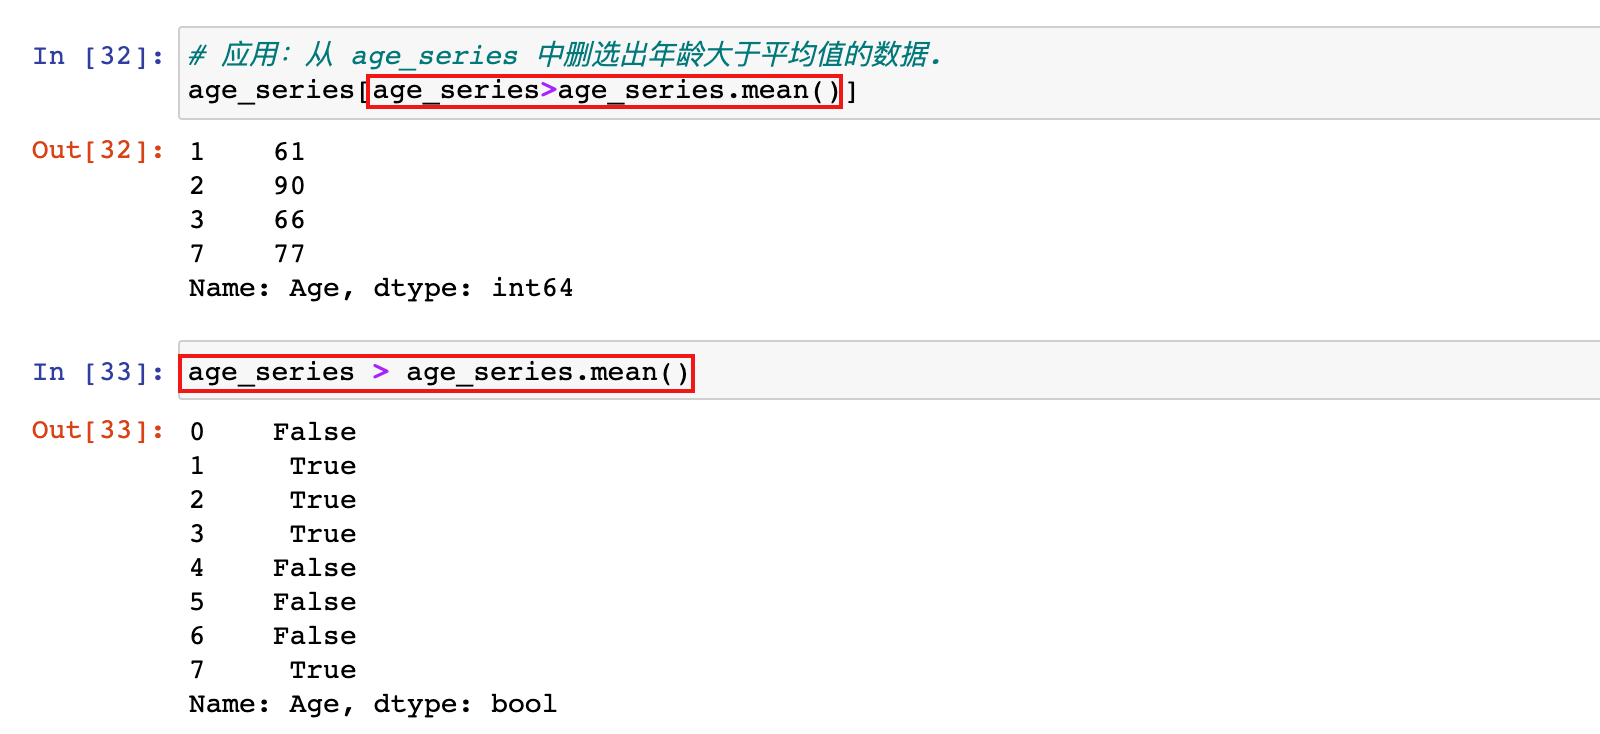 In [32]: # 应用：从 age_series 中删选出年龄大于平均值的数据.
age_series[age_series>age_series.mean()]
Out[32]: 1     61
2     90
3     66
7     77
Name: Age, dtype: int64
In [33]: age_series > age_series.mean()
Out[33]: 0    False
1     True
2     True
3     True
4    False
5    False
6    False
7     True
Name: Age, dtype: bool